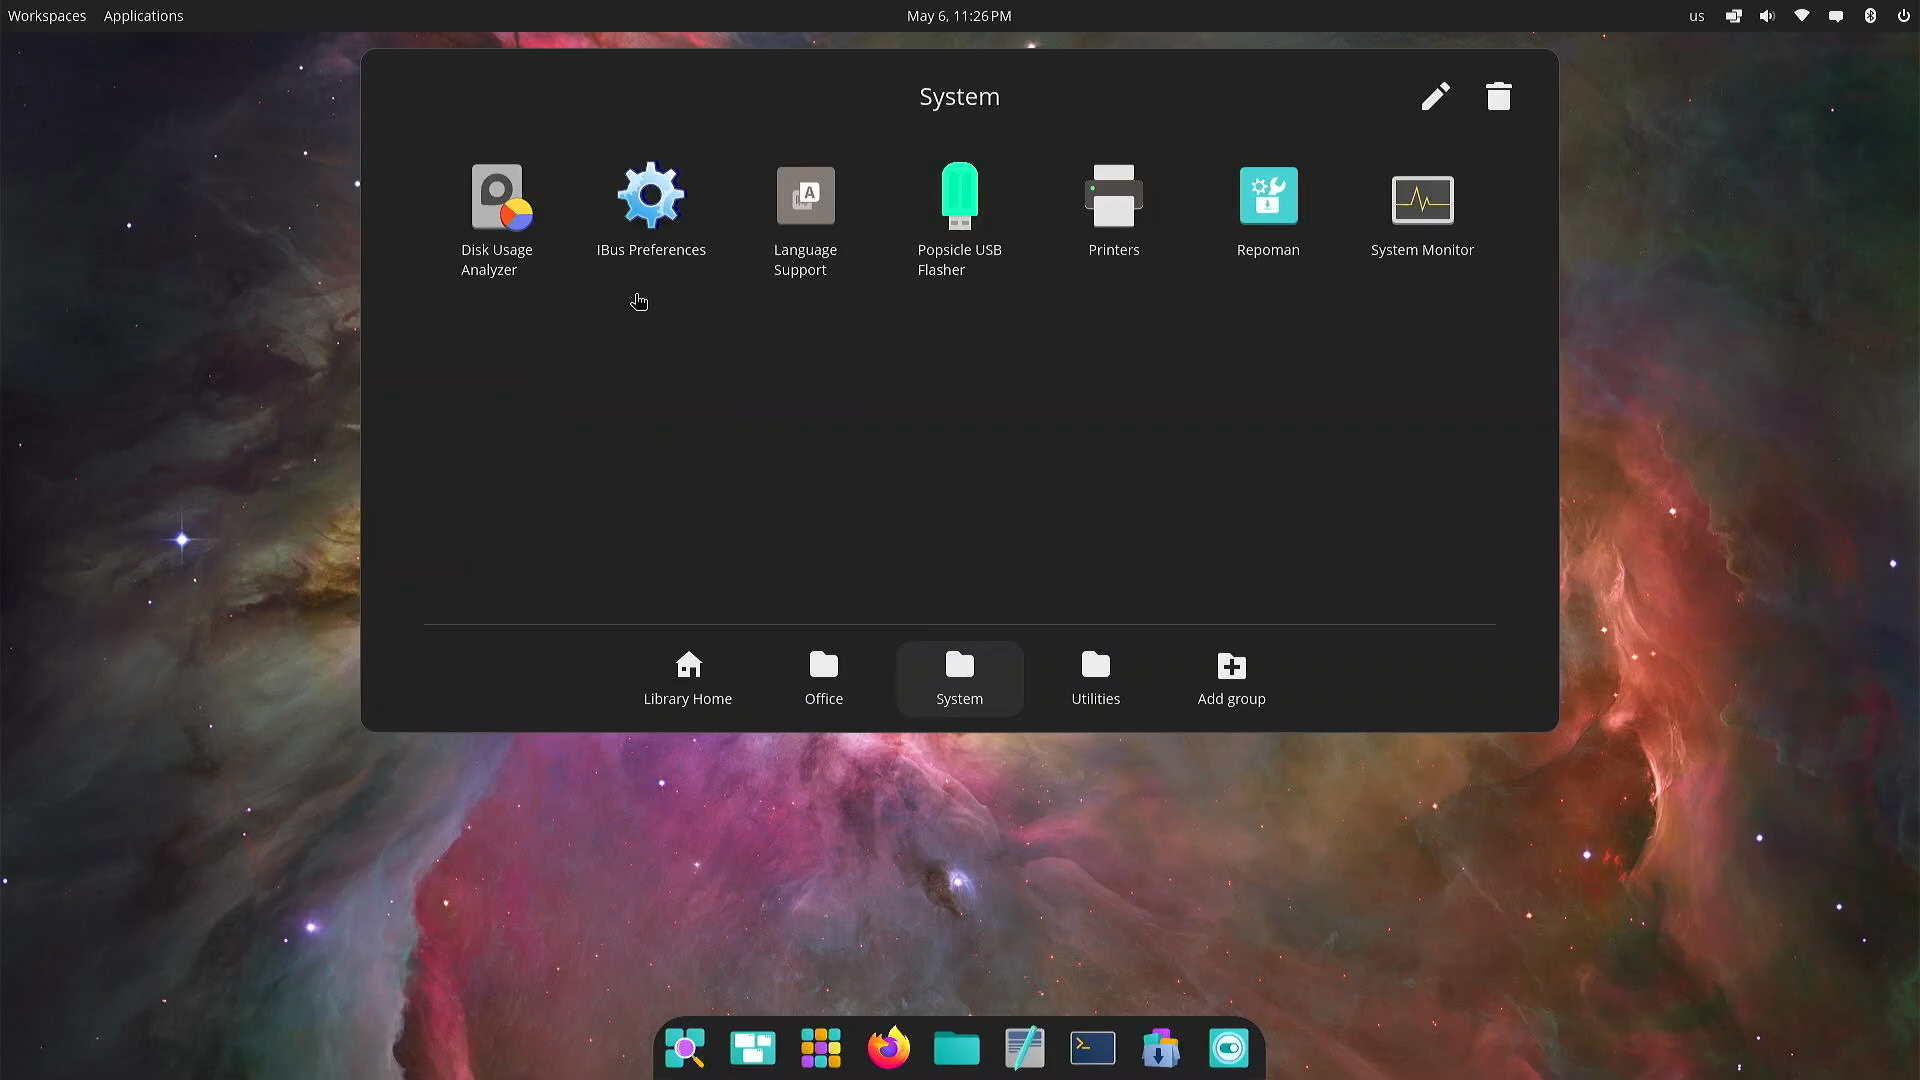 Workspaces Applications May 6, 11:26 PM us
System
Disk Usage Analyzer
IBus Preferences
Language Support
Popsicle USB Flasher
Printers
Repoman
System Monitor
Library Home
Office
System
Utilities
Add group